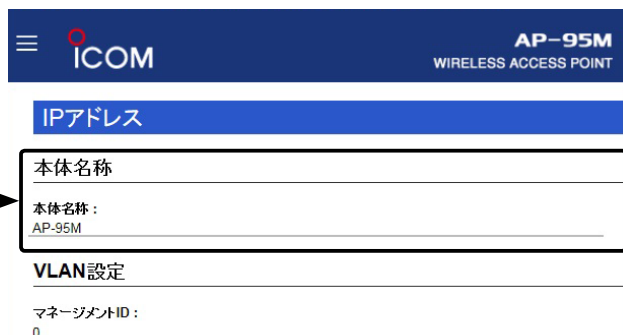 ICOM
AP-95M
WIRELESS ACCESS POINT
IPアドレス
本体名称
本体名称：
AP-95M
VLAN設定
マネージメントID：
0